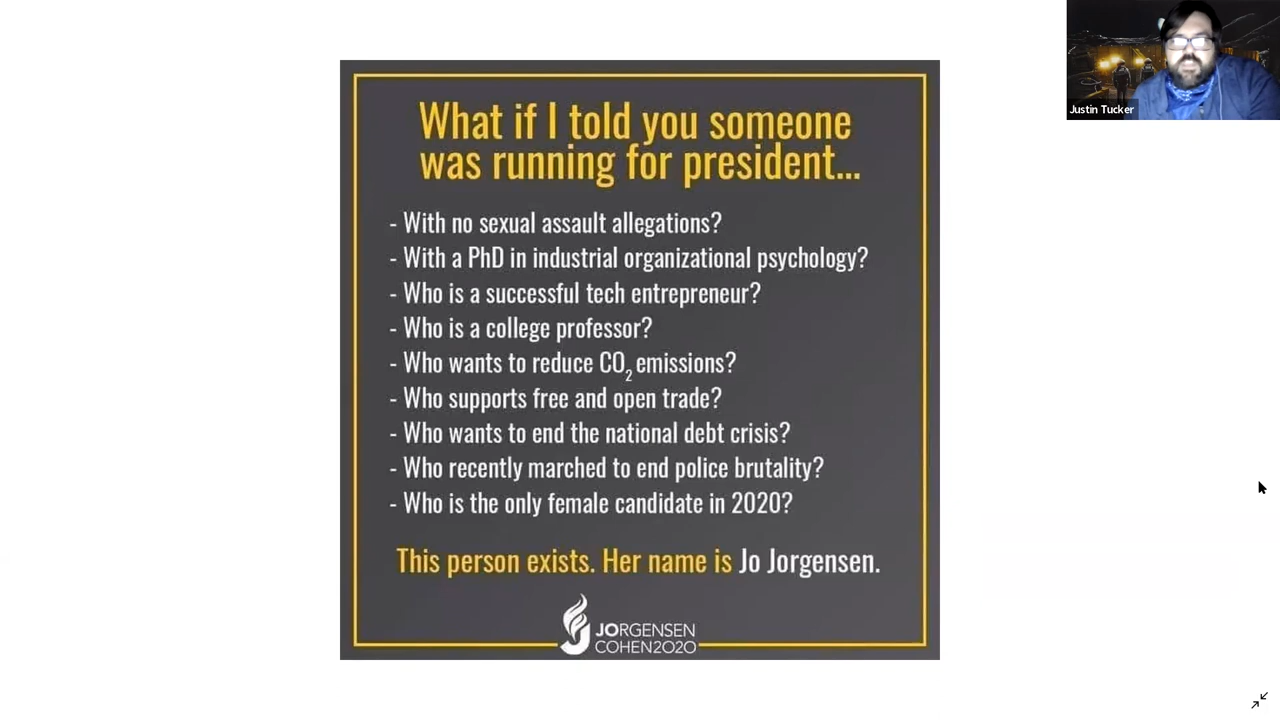 What if I told you someone
was running for president...
- With no sexual assault allegations?
- With a PhD in industrial organizational psychology?
- Who is a successful tech entrepreneur?
- Who is a college professor?
- Who wants to reduce CO₂ emissions?
- Who supports free and open trade?
- Who wants to end the national debt crisis?
- Who recently marched to end police brutality?
- Who is the only female candidate in 2020?
This person exists. Her name is Jo Jorgensen.
JORGENSEN
COHEN2020
Justin Tucker